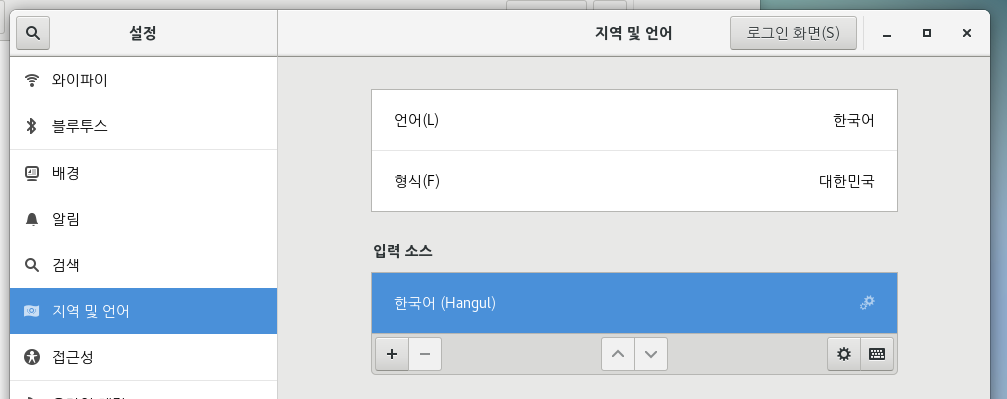 설정
지역 및 언어
로그인 화면(S)
와이파이
블루투스
배경
알림
검색
지역 및 언어
접근성
언어(L)
한국어
형식(F)
대한민국
입력 소스
한국어 (Hangul)